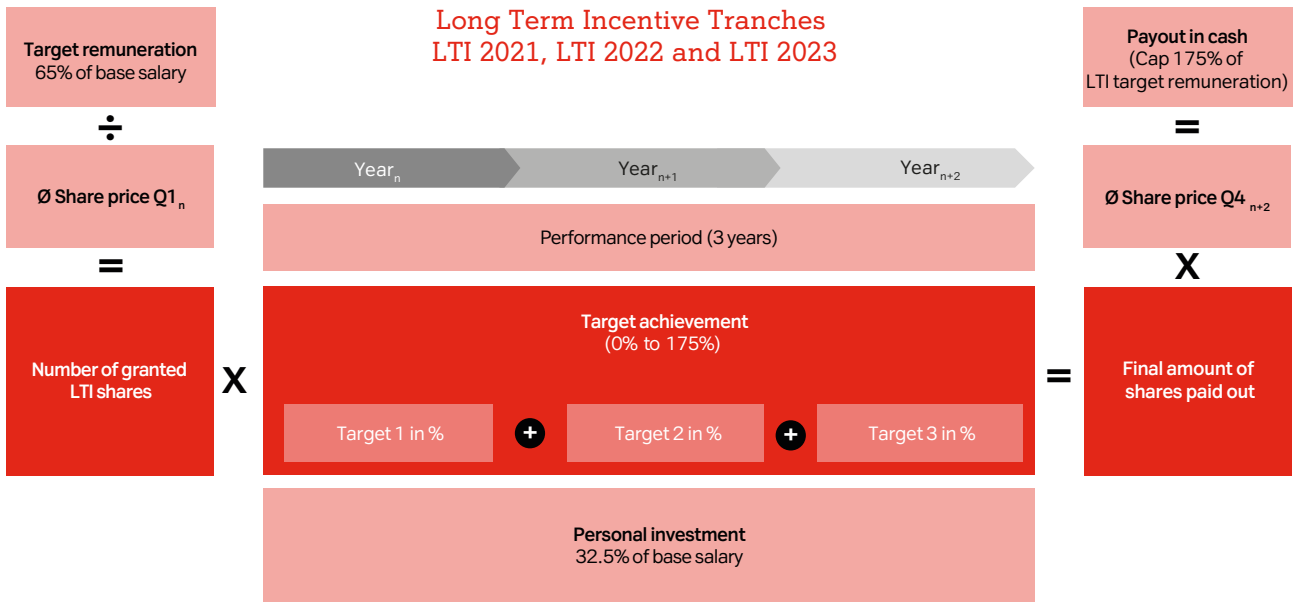 Long Term Incentive Tranches
LTI 2021, LTI 2022 and LTI 2023
Target remuneration
65% of base salary
÷
Ø Share price Q1 n
=
Number of granted
LTI shares
X
Year n
Year n+1
Year n+2
Performance period (3 years)
Target achievement
(0% to 175%)
Target 1 in %
+
Target 2 in %
+
Target 3 in %
Personal investment
32.5% of base salary
=
Payout in cash
(Cap 175% of
LTI target remuneration)
=
Ø Share price Q4 n+2
X
Final amount of
shares paid out